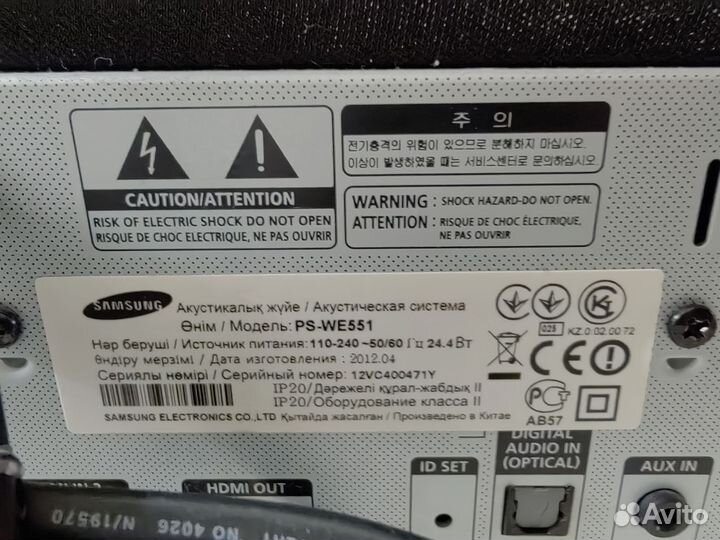 CAUTION/ATTENTION
RISK OF ELECTRIC SHOCK DO NOT OPEN
RISQUE DE CHOC ELECTRIQUE, NE PAS OUVRIR
주 의
전기충격의 위험이 있으므로 분해하지 마십시오.
이상이 발생하였을 때는 서비스센터로 문의하십시오
WARNING : SHOCK HAZARD-DO NOT OPEN.
ATTENTION : RISQUE DE CHOC ÉLECTRIQUE,
NE PAS OUVRIR.
SAMSUNG Акустикалық жүйе / Акустическая система
Өнім / Модель: PS-WE551
Нәр беруші / Источник питания: 110-240 ~50/60 Гц 24.4 Вт
Өндіру мерзімі / Дата изготовления : 2012.04
Сериялы нөмірі / Серийный номер: 12VC400471Y
IP20/Дәрежелі құрал-жабдық II
IP20/Оборудование класса II
SAMSUNG ELECTRONICS CO.,LTD Қытайда жасалған / Произведено в Китае
025
KZ.0 02 0072
CE
АВ57
HDMI OUT
ID SET
DIGITAL
AUDIO IN
(OPTICAL)
AUX IN
NO 4026 N/19570
Avito